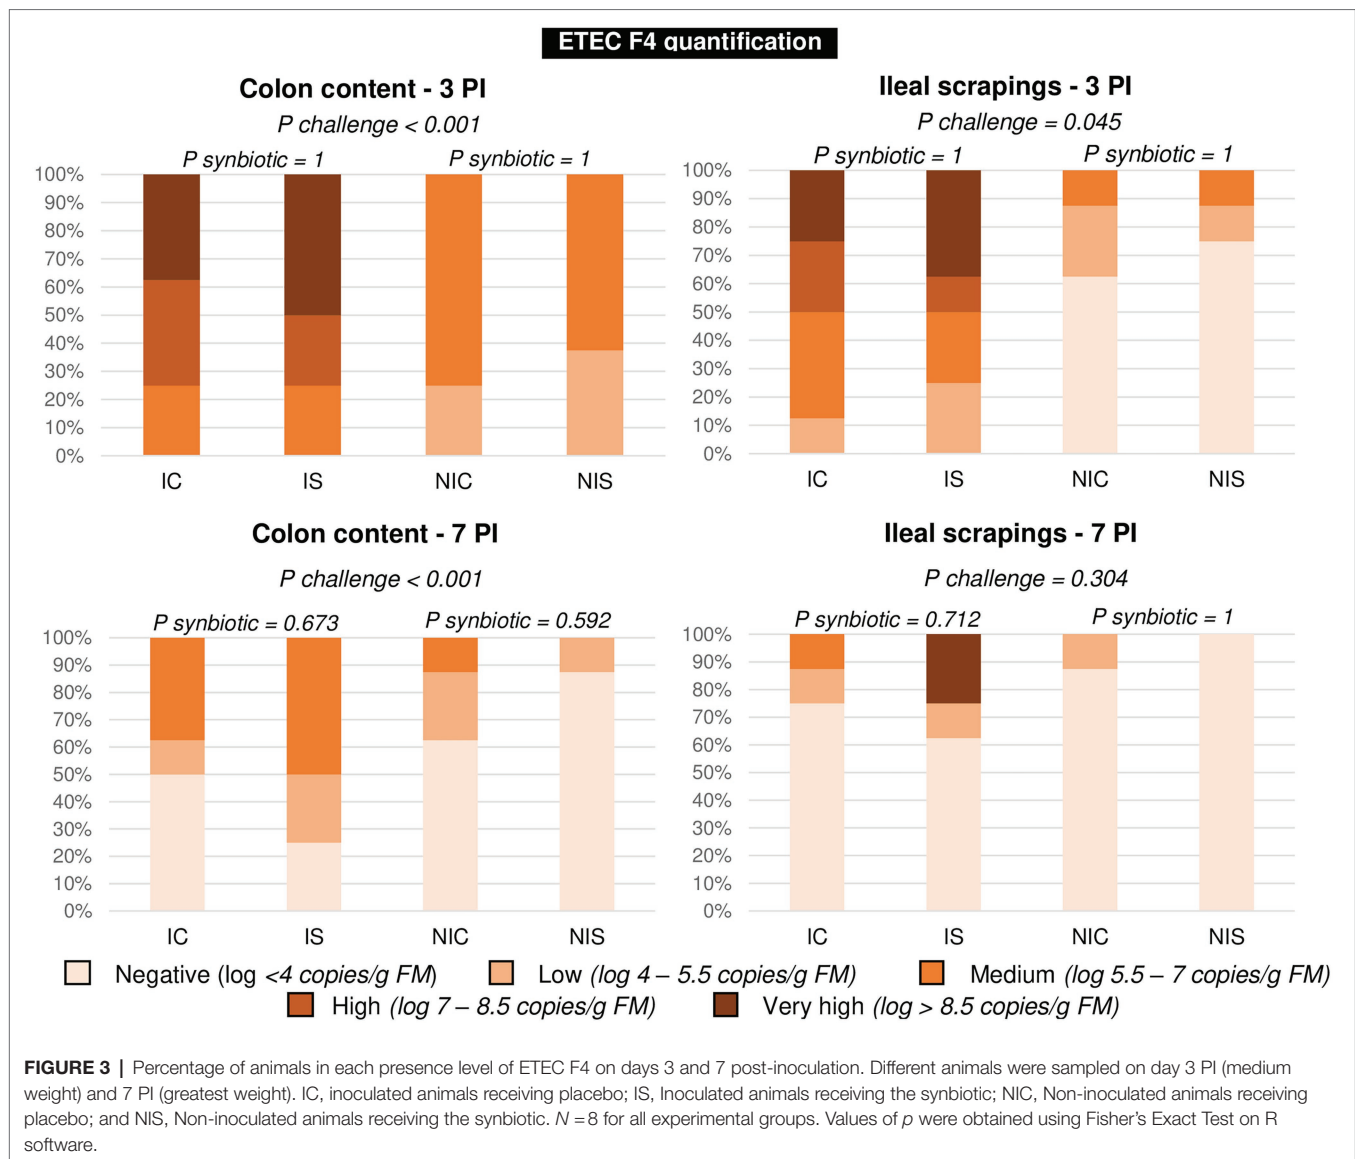 ETEC F4 quantification
Colon content - 3 PI
P challenge < 0.001
P synbiotic = 1 P synbiotic = 1
100%
90%
80%
70%
60%
50%
40%
30%
20%
10%
0%
IC IS NIC NIS
Ileal scrapings - 3 PI
P challenge = 0.045
P synbiotic = 1 P synbiotic = 1
100%
90%
80%
70%
60%
50%
40%
30%
20%
10%
0%
IC IS NIC NIS
Colon content - 7 PI
P challenge < 0.001
P synbiotic = 0.673 P synbiotic = 0.592
100%
90%
80%
70%
60%
50%
40%
30%
20%
10%
0%
IC IS NIC NIS
Ileal scrapings - 7 PI
P challenge = 0.304
P synbiotic = 0.712 P synbiotic = 1
100%
90%
80%
70%
60%
50%
40%
30%
20%
10%
0%
IC IS NIC NIS
Negative (log <4 copies/g FM) Low (log 4 – 5.5 copies/g FM) Medium (log 5.5 – 7 copies/g FM)
High (log 7 – 8.5 copies/g FM) Very high (log > 8.5 copies/g FM)
FIGURE 3 | Percentage of animals in each presence level of ETEC F4 on days 3 and 7 post-inoculation. Different animals were sampled on day 3 PI (medium
weight) and 7 PI (greatest weight). IC, inoculated animals receiving placebo; IS, Inoculated animals receiving the synbiotic; NIC, Non-inoculated animals receiving
placebo; and NIS, Non-inoculated animals receiving the synbiotic. N = 8 for all experimental groups. Values of p were obtained using Fisher's Exact Test on R
software.